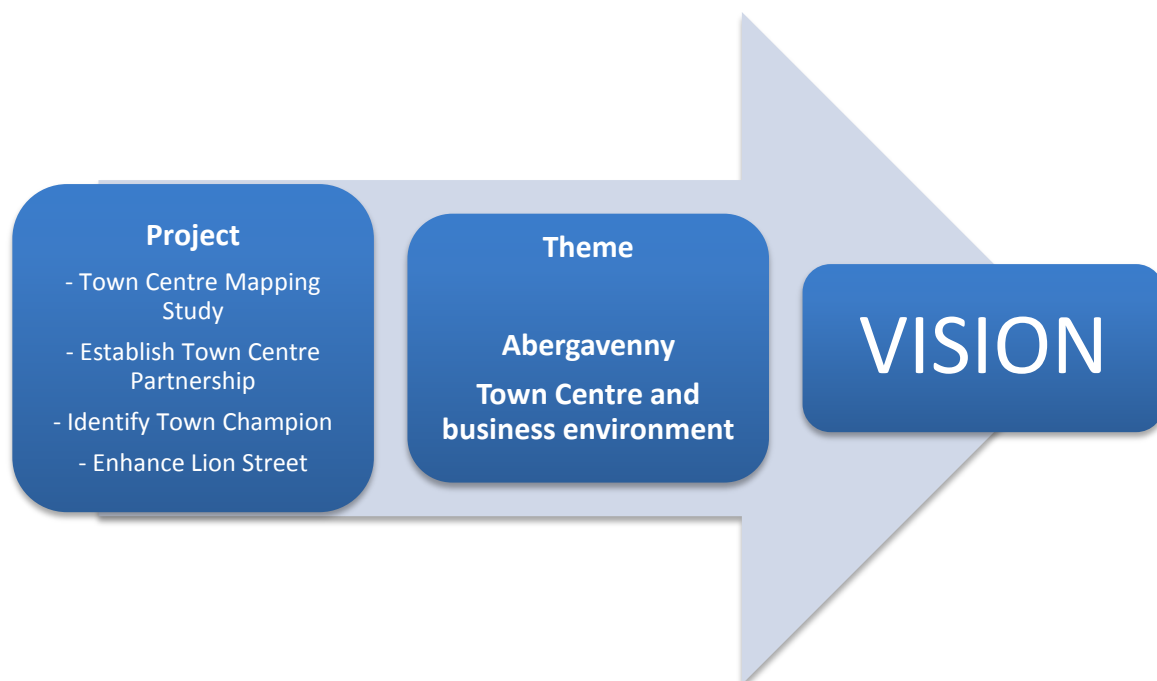 Project
- Town Centre Mapping
Study
- Establish Town Centre
Partnership
- Identify Town Champion
- Enhance Lion Street
Theme
Abergavenny
Town Centre and
business environment
VISION